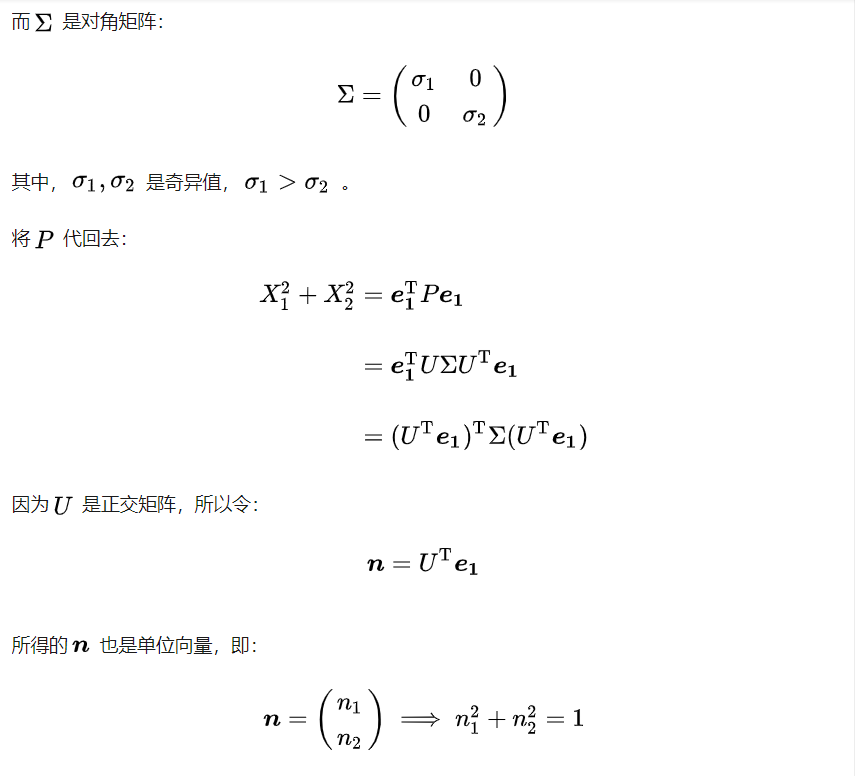 而 Σ 是对角矩阵：
$$\Sigma = \begin{pmatrix} \sigma_1 & 0 \\ 0 & \sigma_2 \end{pmatrix}$$
其中， $\sigma_1, \sigma_2$ 是奇异值， $\sigma_1 > \sigma_2$ 。
将 $P$ 代回去：
$$X_1^2 + X_2^2 = \boldsymbol{e_1^{\mathrm{T}}} P \boldsymbol{e_1}$$
$$= \boldsymbol{e_1^{\mathrm{T}}} U \Sigma U^{\mathrm{T}} \boldsymbol{e_1}$$
$$= (U^{\mathrm{T}} \boldsymbol{e_1})^{\mathrm{T}} \Sigma (U^{\mathrm{T}} \boldsymbol{e_1})$$
因为 $U$ 是正交矩阵，所以令：
$$\boldsymbol{n} = U^{\mathrm{T}} \boldsymbol{e_1}$$
所得的 $\boldsymbol{n}$ 也是单位向量，即：
$$\boldsymbol{n} = \begin{pmatrix} n_1 \\ n_2 \end{pmatrix} \implies n_1^2 + n_2^2 = 1$$